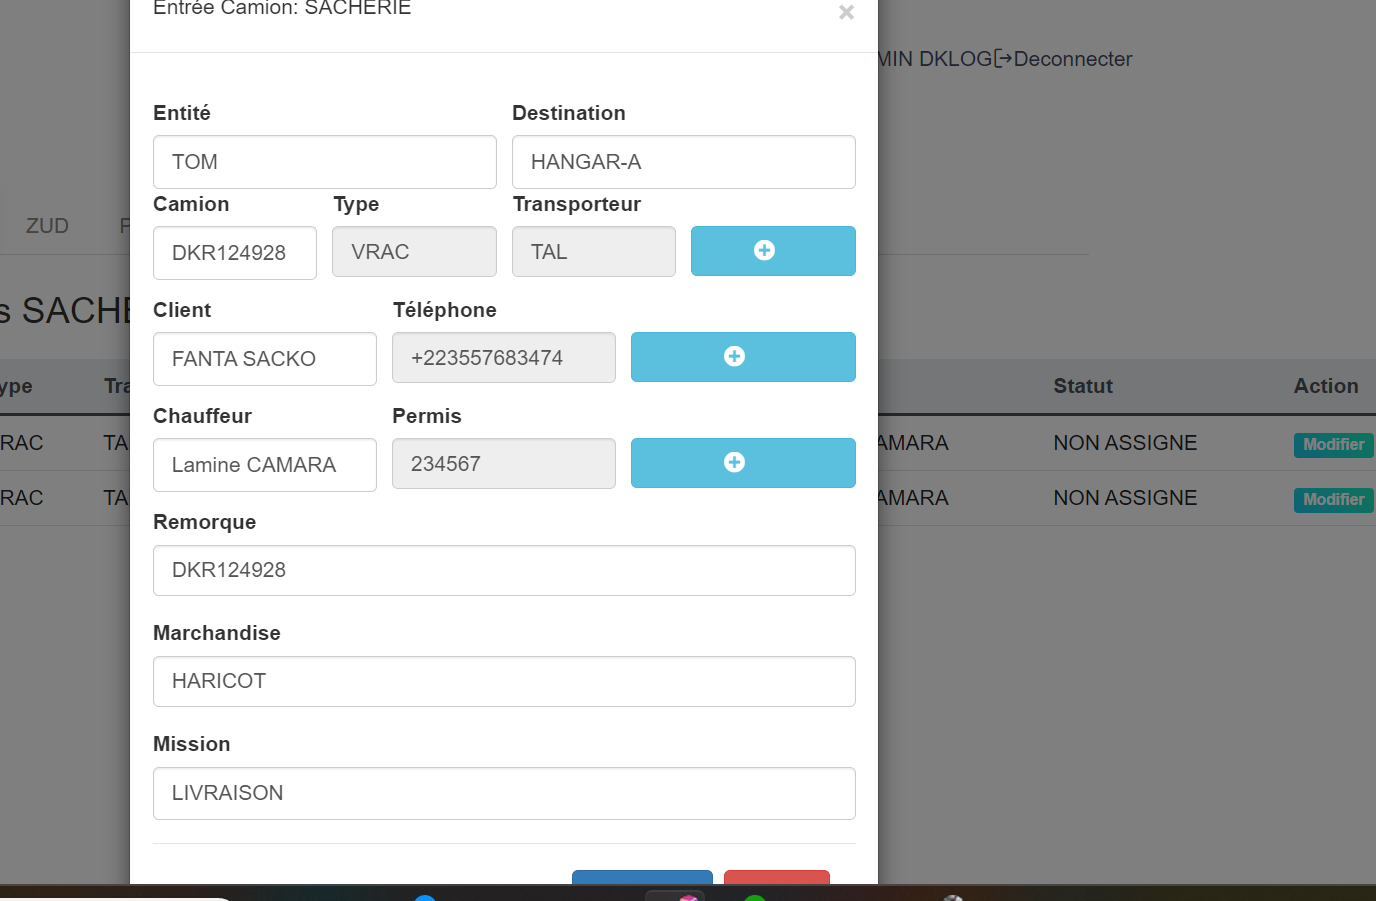 Entrée Camion: SACHERIE
×
MIN DKLOG Deconnecter
Entité Destination
TOM HANGAR-A
Camion Type Transporteur
ZUD
DKR124928 VRAC TAL
Client Téléphone
s SACHE
FANTA SACKO +223557683474
ype Tra Statut Action
Chauffeur Permis
RAC TA AMARA NON ASSIGNE Modifier
Lamine CAMARA 234567
RAC TA AMARA NON ASSIGNE Modifier
Remorque
DKR124928
Marchandise
HARICOT
Mission
LIVRAISON